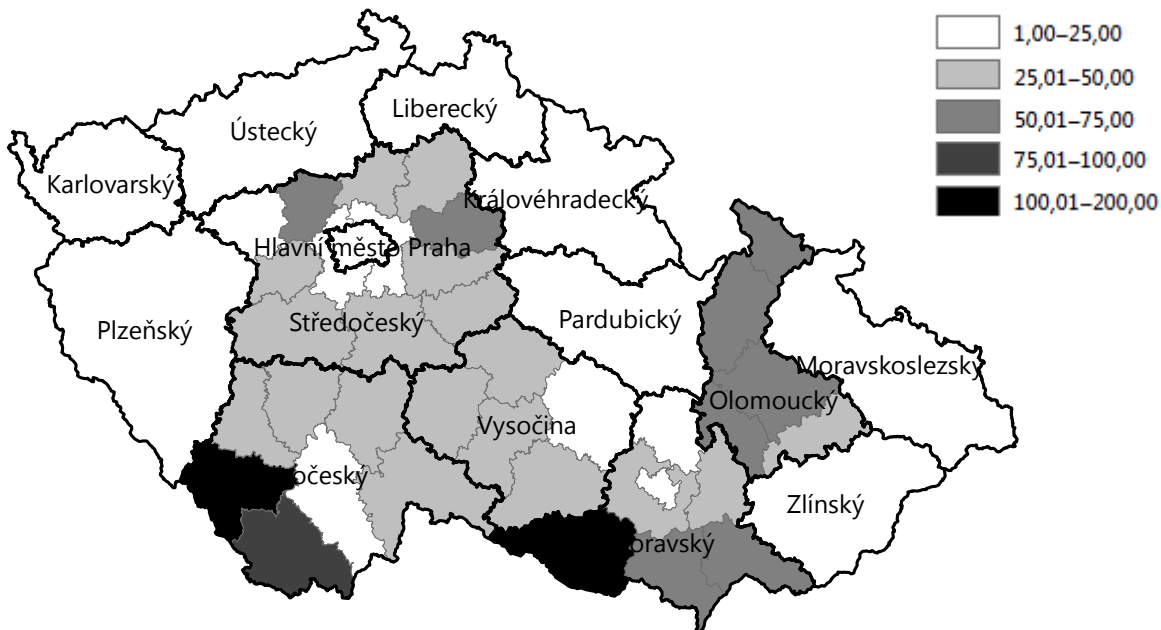 1,00–25,00
25,01–50,00
50,01–75,00
75,01–100,00
100,01–200,00
Liberecký
Ústecký
Karlovarský
Královéhradecký
Hlavní město Praha
Středočeský
Pardubický
Plzeňský
Moravskoslezský
Olomoucký
Vysočina
očeský
Zlínský
oravský